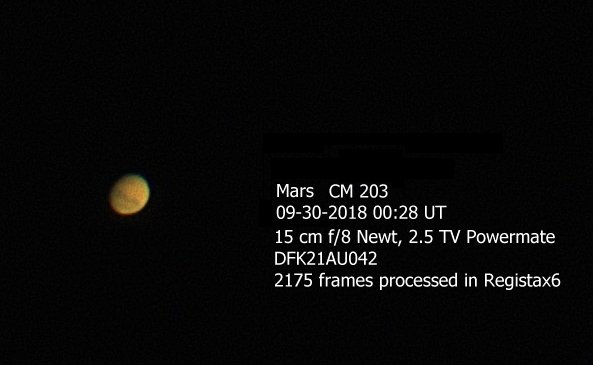 Mars CM 203
09-30-2018 00:28 UT
15 cm f/8 Newt, 2.5 TV Powermate
DFK21AU042
2175 frames processed in Registax6